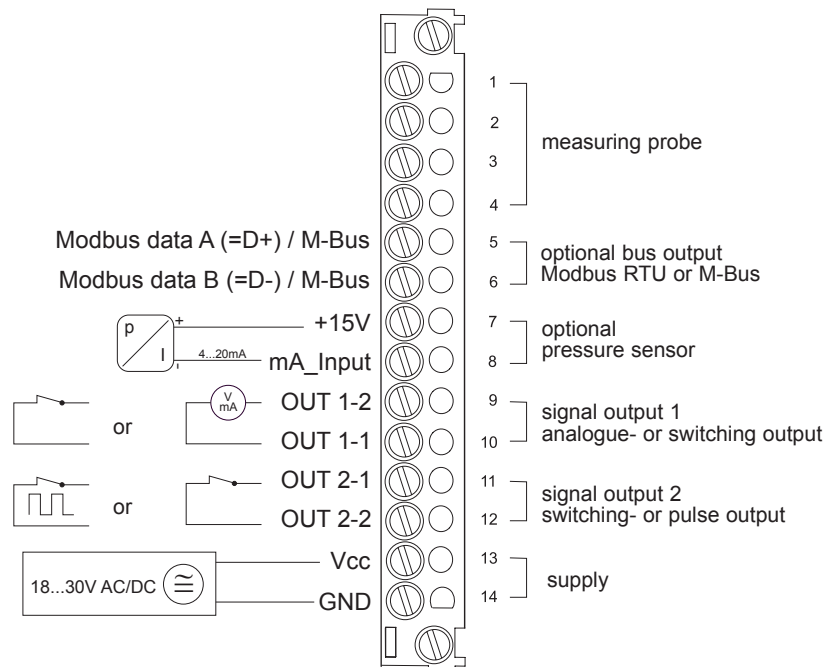 1
2
measuring probe
3
4
Modbus data A (=D+) / M-Bus
5
optional bus output
Modbus data B (=D-) / M-Bus
6
Modbus RTU or M-Bus
p
+
+15V
7
optional
pressure sensor
I
-
4...20mA
mA_Input
8
V
mA
OUT 1-2
9
signal output 1
or
OUT 1-1
10
analogue- or switching output
OUT 2-1
11
signal output 2
or
OUT 2-2
12
switching- or pulse output
Vcc
13
18...30V AC/DC
supply
GND
14